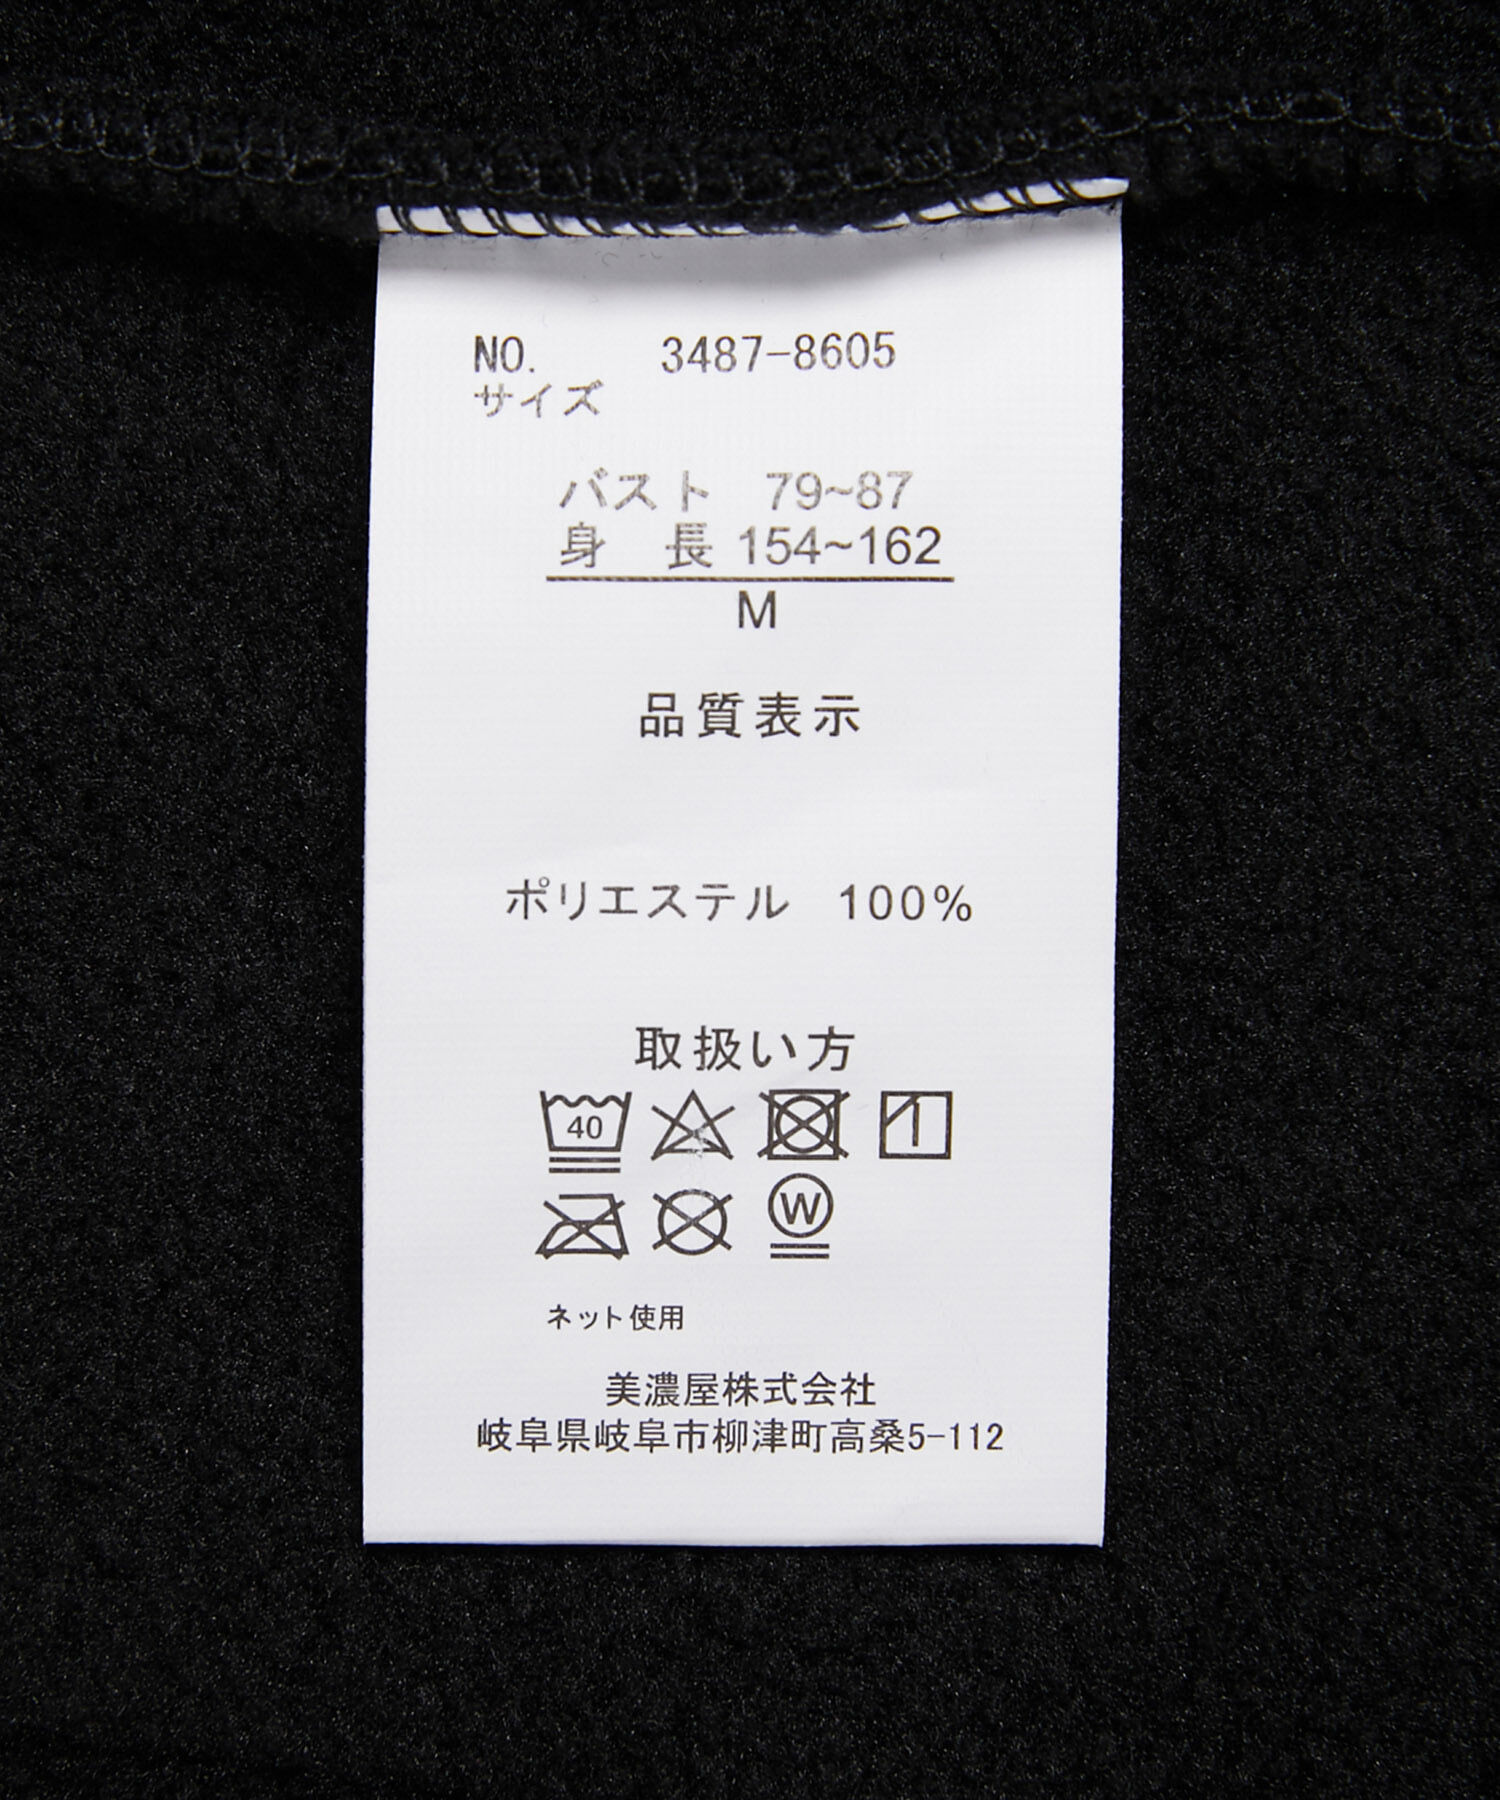 NO. 3487-8605
サイズ
バスト 79~87
身 長 154~162
M
品質表示
ポリエステル 100%
取扱い方
40
W
ネット使用
美濃屋株式会社
岐阜県岐阜市柳津町高桑5-112